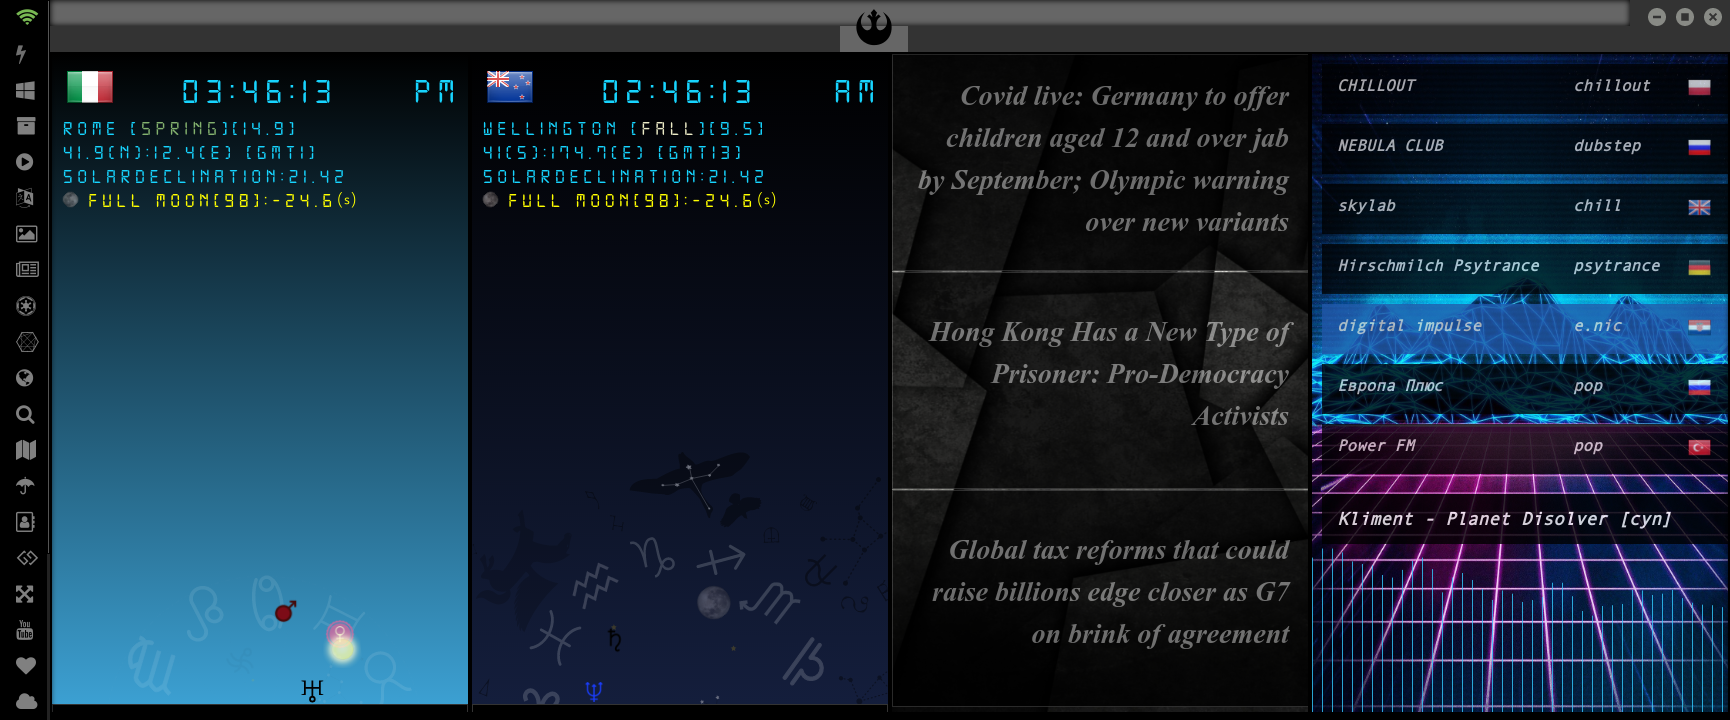 03:46:13 PM
ROME [SPRING][14.9]
41.9(N):12.4(E) [GMT1]
SOLARDECLINATION:21.42
FULL MOON[98]:-24.6(s)
02:46:13 AM
WELLINGTON [FALL][9.5]
41(S):174.7(E) [GMT13]
SOLARDECLINATION:21.42
FULL MOON[98]:-24.6(s)
Covid live: Germany to offer
children aged 12 and over jab
by September; Olympic warning
over new variants
Hong Kong Has a New Type of
Prisoner: Pro-Democracy
Activists
Global tax reforms that could
raise billions edge closer as G7
on brink of agreement
CHILLOUT chillout
NEBULA CLUB dubstep
skylab chill
Hirschmilch Psytrance psytrance
digital impulse e.nic
Европа Плюс pop
Power FM pop
Kliment - Planet Disolver [cyn]
You
Tube